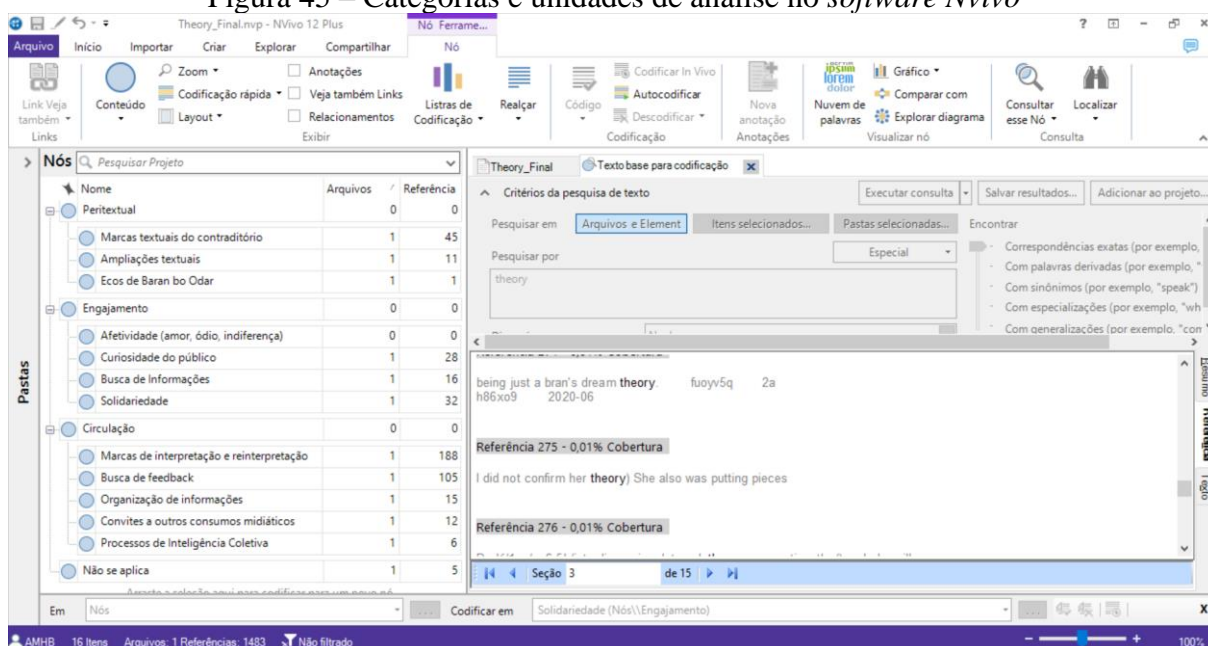 Figura 45 – Categorias e unidades de análise no software Nvivo
Theory_Final.nvp - NVivo 12 Plus
Nó Ferrame...
Arquivo Início Importar Criar Explorar Compartilhar Nó
Link Veja também
Links
Conteúdo
Zoom
Codificação rápida
Layout
Anotações
Veja também Links
Relacionamentos
Exibir
Listras de Codificação
Realçar
Código
Codificar In Vivo
Autocodificar
Descodificar
Codificação
Nova anotação
Anotações
Nuvem de palavras
Gráfico
Comparar com
Explorar diagrama
Visualizar nó
Consultar esse Nó
Localizar
Consulta
Pastas
Nós Pesquisar Projeto
Nome Arquivos Referência
Peritextual 0 0
Marcas textuais do contraditório 1 45
Ampliações textuais 1 11
Ecos de Baran bo Odar 1 1
Engajamento 0 0
Afetividade (amor, ódio, indiferença) 0 0
Curiosidade do público 1 28
Busca de Informações 1 16
Solidariedade 1 32
Circulação 0 0
Marcas de interpretação e reinterpretação 1 188
Busca de feedback 1 105
Organização de informações 1 15
Convites a outros consumos midiáticos 1 12
Processos de Inteligência Coletiva 1 6
Não se aplica 1 5
Theory_Final Texto base para codificação
Critérios da pesquisa de texto Executar consulta Salvar resultados... Adicionar ao projeto...
Pesquisar em Arquivos e Element Itens selecionados... Pastas selecionadas... Encontrar
Pesquisar por Especial
theory
Correspondências exatas (por exemplo,
Com palavras derivadas (por exemplo, "
Com sinônimos (por exemplo, "speak")
Com especializações (por exemplo, "wh
Com generalizações (por exemplo, "com
being just a bran's dream theory. fuoyv5q 2a
h86xo9 2020-06
Referência 275 - 0,01% Cobertura
I did not confirm her theory) She also was putting pieces
Referência 276 - 0,01% Cobertura
Seção 3 de 15
Resumo
Referência
Texto
Em Nós ... Codificar em Solidariedade (Nós\\Engajamento) ... X
AMHB 16 Itens Arquivos: 1 Referências: 1483 Não filtrado 100%